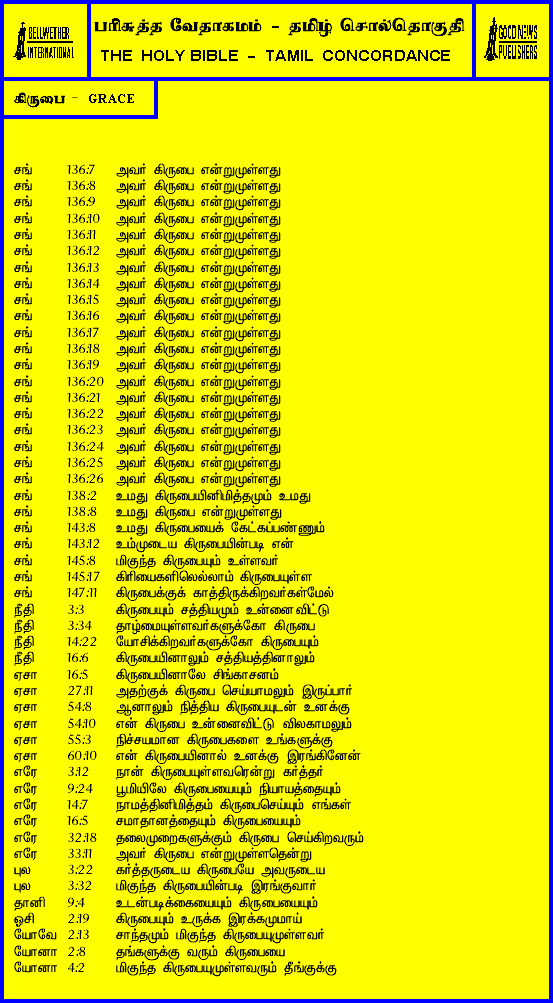 BELLWETHER
INTERNATIONAL
பரிசுத்த வேதாகமம் - தமிழ் சொல்தொகுதி
THE HOLY BIBLE - TAMIL CONCORDANCE
GOOD NEWS
PUBLISHERS
கிருபை - GRACE
சங் 136:7 அவர் கிருபை என்றுமுள்ளது
சங் 136:8 அவர் கிருபை என்றுமுள்ளது
சங் 136:9 அவர் கிருபை என்றுமுள்ளது
சங் 136:10 அவர் கிருபை என்றுமுள்ளது
சங் 136:11 அவர் கிருபை என்றுமுள்ளது
சங் 136:12 அவர் கிருபை என்றுமுள்ளது
சங் 136:13 அவர் கிருபை என்றுமுள்ளது
சங் 136:14 அவர் கிருபை என்றுமுள்ளது
சங் 136:15 அவர் கிருபை என்றுமுள்ளது
சங் 136:16 அவர் கிருபை என்றுமுள்ளது
சங் 136:17 அவர் கிருபை என்றுமுள்ளது
சங் 136:18 அவர் கிருபை என்றுமுள்ளது
சங் 136:19 அவர் கிருபை என்றுமுள்ளது
சங் 136:20 அவர் கிருபை என்றுமுள்ளது
சங் 136:21 அவர் கிருபை என்றுமுள்ளது
சங் 136:22 அவர் கிருபை என்றுமுள்ளது
சங் 136:23 அவர் கிருபை என்றுமுள்ளது
சங் 136:24 அவர் கிருபை என்றுமுள்ளது
சங் 136:25 அவர் கிருபை என்றுமுள்ளது
சங் 136:26 அவர் கிருபை என்றுமுள்ளது
சங் 138:2 உமது கிருபையினிமித்தமும் உமது
சங் 138:8 உமது கிருபை என்றுமுள்ளது
சங் 143:8 உமது கிருபையைக் கேட்கப்பண்ணும்
சங் 143:12 உம்முடைய கிருபையின்படி என்
சங் 145:8 மிகுந்த கிருபையும் உள்ளவர்
சங் 145:17 கிரியைகளிலெல்லாம் கிருபையுள்ள
சங் 147:11 கிருபைக்குக் காத்திருக்கிறவர்கள்மேல்
நீதி 3:3 கிருபையும் சத்தியமும் உன்னைவிட்டு
நீதி 3:34 தாழ்மையுள்ளவர்களுக்கோ கிருபை
நீதி 14:22 யோசிக்கிறவர்களுக்கோ கிருபையும்
நீதி 16:6 கிருபையினாலும் சத்தியத்தினாலும்
ஏசா 16:5 கிருபையினாலே சிங்காசனம்
ஏசா 27:11 அதற்குக் கிருபை செய்யாமலும் இருப்பார்
ஏசா 54:8 ஆனாலும் நித்திய கிருபையுடன் உனக்கு
ஏசா 54:10 என் கிருபை உன்னைவிட்டு விலகாமலும்
ஏசா 55:3 நிச்சயமான கிருபைகளை உங்களுக்கு
ஏசா 60:10 என் கிருபையினால் உனக்கு இரங்கினேன்
எரே 3:12 நான் கிருபையுள்ளவரென்று கர்த்தர்
எரே 9:24 பூமியிலே கிருபையையும் நியாயத்தையும்
எரே 14:7 நாமத்தினிமித்தம் கிருபைசெய்யும் எங்கள்
எரே 16:5 சமாதானத்தையும் கிருபையையும்
எரே 32:18 தலைமுறைகளுக்கும் கிருபை செய்கிறவரும்
எரே 33:11 அவர் கிருபை என்றுமுள்ளதென்று
புல 3:22 கர்த்தருடைய கிருபையே அவருடைய
புல 3:32 மிகுந்த கிருபையின்படி இரங்குவார்
தானி 9:4 உடன்படிக்கையையும் கிருபையையும்
ஓசி 2:19 கிருபையும் உருக்க இரக்கமுமாய்
யோவே 2:13 சாந்தமும் மிகுந்த கிருபையுமுள்ளவர்
யோனா 2:8 தங்களுக்கு வரும் கிருபையை
யோனா 4:2 மிகுந்த கிருபையுமுள்ளவரும் தீங்குக்கு